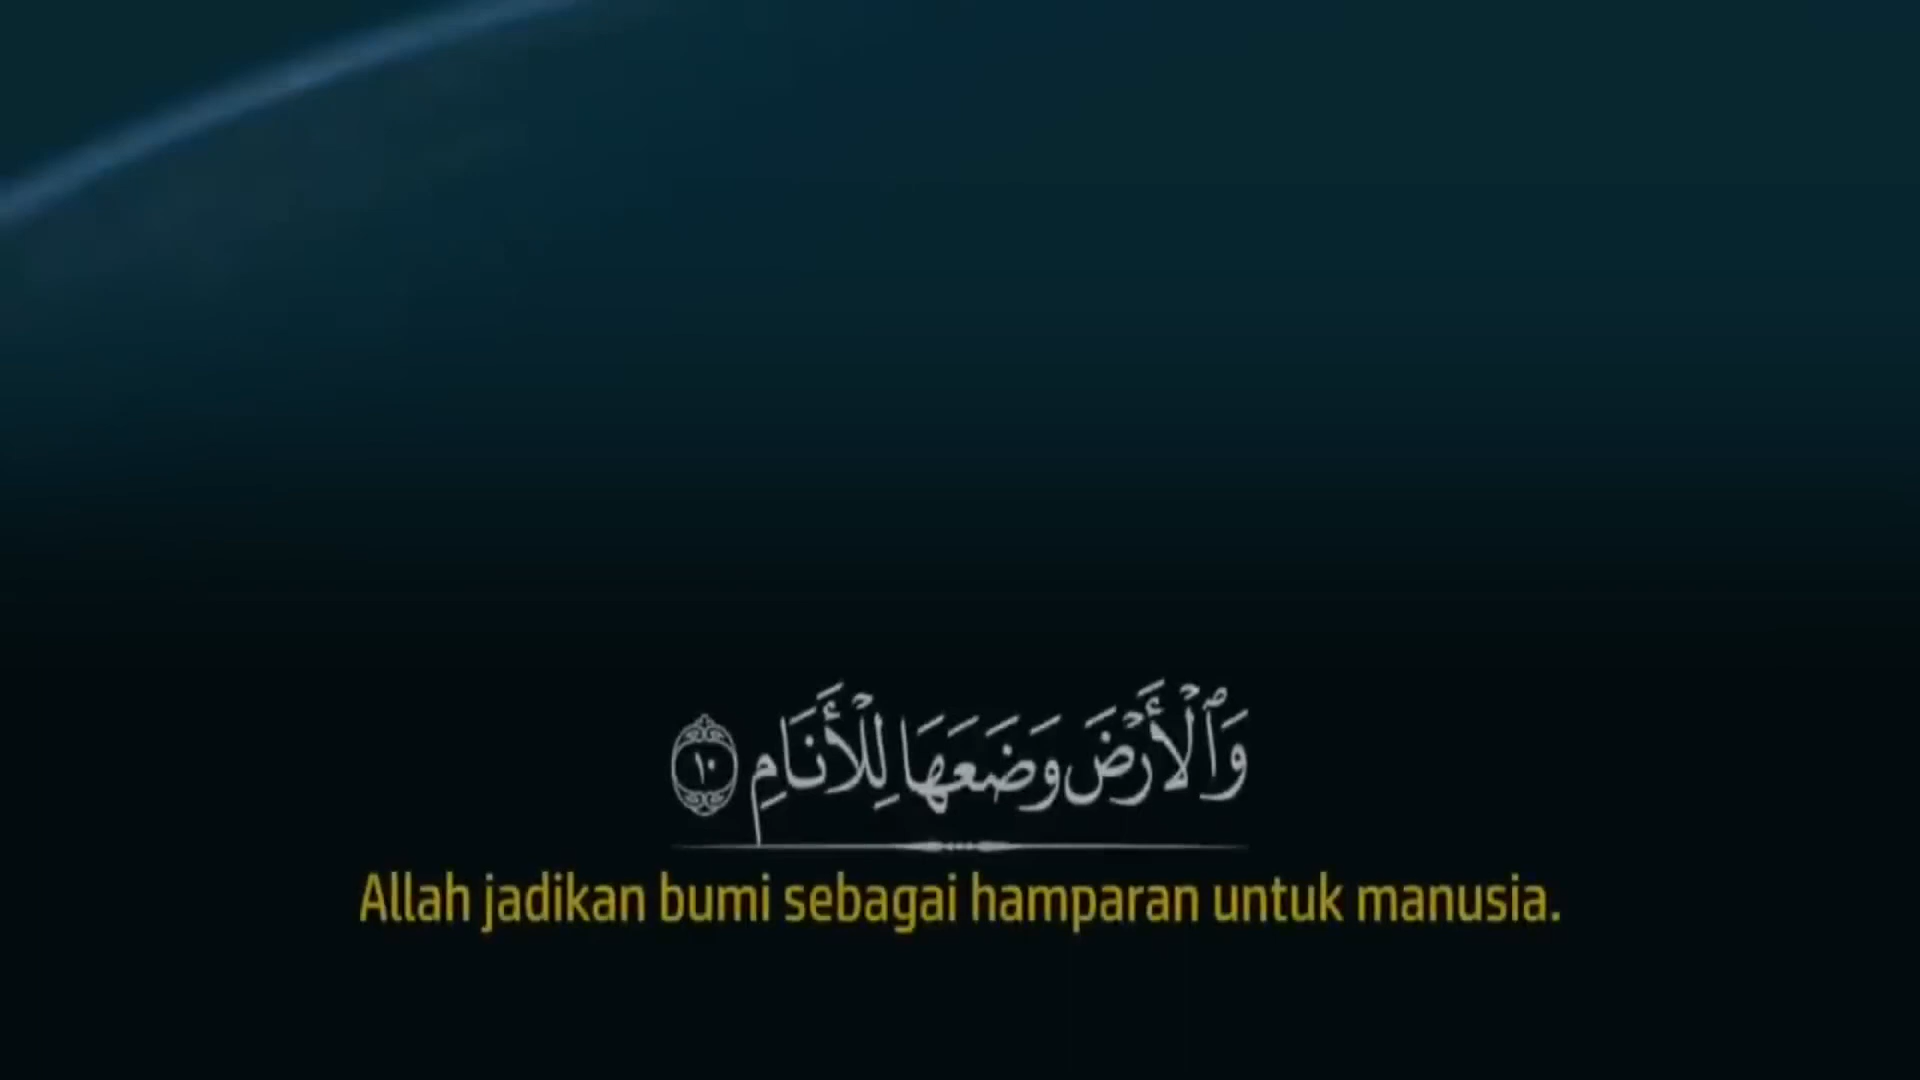 وَٱلْأَرْضَ وَضَعَهَا لِلْأَنَامِ ١٠
Allah jadikan bumi sebagai hamparan untuk manusia.